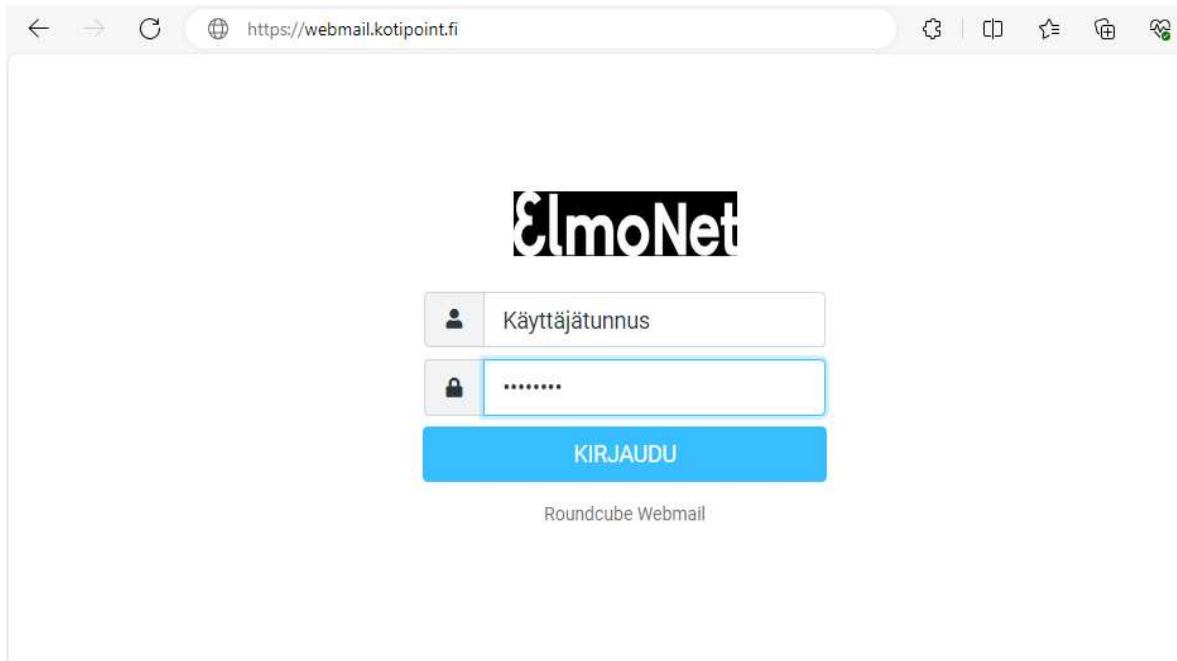 https://webmail.kotipoint.fi
ElmoNet
Käyttäjätunnus
••••••••
KIRJAUDU
Roundcube Webmail